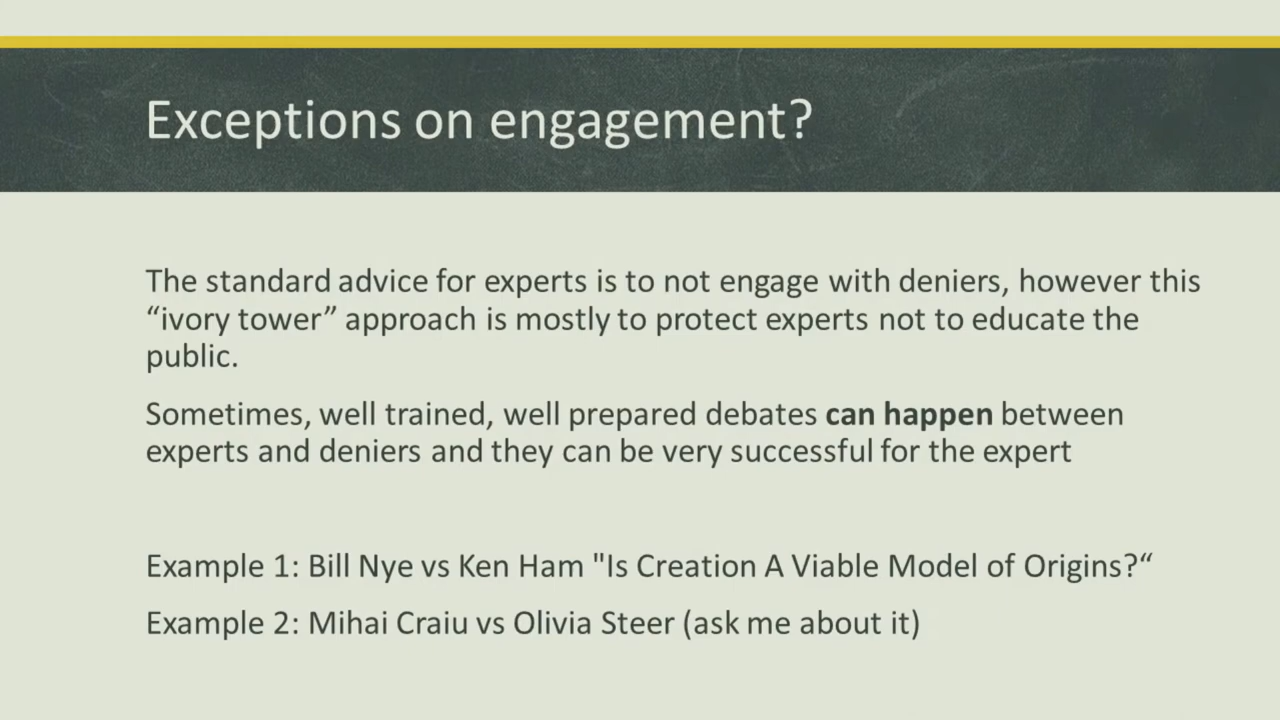 Exceptions on engagement?
The standard advice for experts is to not engage with deniers, however this
“ivory tower” approach is mostly to protect experts not to educate the
public.
Sometimes, well trained, well prepared debates can happen between
experts and deniers and they can be very successful for the expert
Example 1: Bill Nye vs Ken Ham "Is Creation A Viable Model of Origins?“
Example 2: Mihai Craiu vs Olivia Steer (ask me about it)